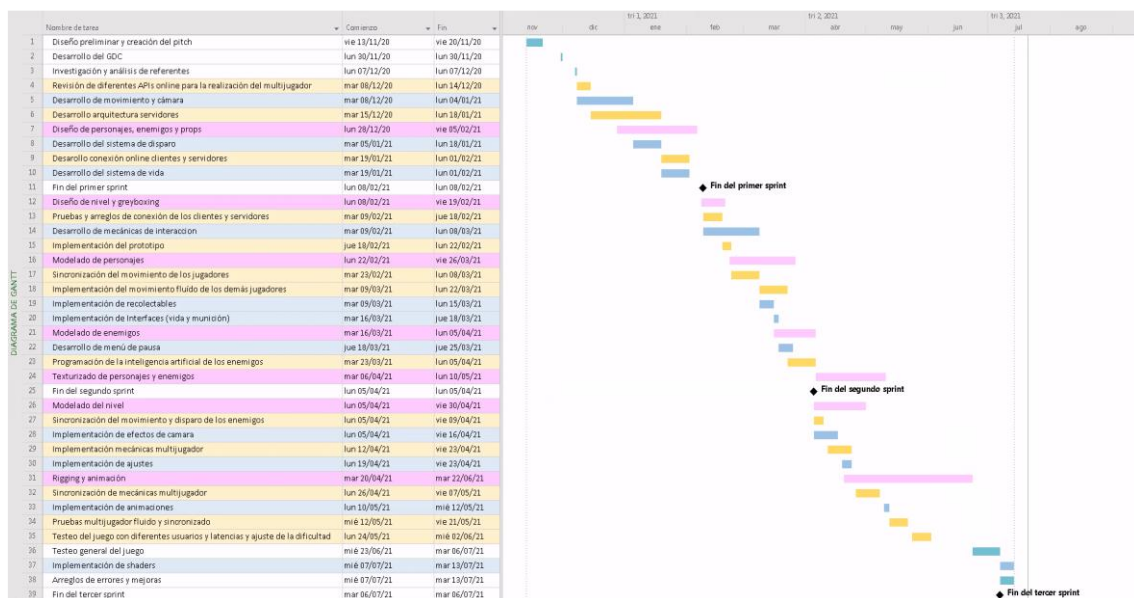 tri 1, 2021 tri 2, 2021 tri 3, 2021
Nombre de tarea Comienzo Fin nov dic ene feb mar abr may jun jul ago
DIAGRAMA DE GANTT
1 Diseño preliminar y creación del pitch vie 13/11/20 vie 20/11/20
2 Desarrollo del GDC lun 30/11/20 lun 30/11/20
3 Investigación y análisis de referentes lun 07/12/20 lun 07/12/20
4 Revisión de diferentes APIs online para la realización del multijugador mar 08/12/20 lun 14/12/20
5 Desarrollo de movimiento y cámara mar 08/12/20 lun 04/01/21
6 Desarrollo arquitectura servidores mar 15/12/20 lun 18/01/21
7 Diseño de personajes, enemigos y props lun 28/12/20 vie 05/02/21
8 Desarrollo del sistema de disparo mar 05/01/21 lun 18/01/21
9 Desarollo conexión online clientes y servidores mar 19/01/21 lun 01/02/21
10 Desarrollo del sistema de vida mar 19/01/21 lun 01/02/21
11 Fin del primer sprint lun 08/02/21 lun 08/02/21 Fin del primer sprint
12 Diseño de nivel y greyboxing lun 08/02/21 vie 19/02/21
13 Pruebas y arreglos de conexión de los clientes y servidores mar 09/02/21 jue 18/02/21
14 Desarrollo de mecánicas de interaccion mar 09/02/21 lun 08/03/21
15 Implementación del prototipo jue 18/02/21 lun 22/02/21
16 Modelado de personajes lun 22/02/21 vie 26/03/21
17 Sincronización del movimiento de los jugadores mar 23/02/21 lun 08/03/21
18 Implementación del movimiento fluído de los demás jugadores mar 09/03/21 lun 22/03/21
19 Implementación de recolectables mar 09/03/21 lun 15/03/21
20 Implementación de Interfaces (vida y munición) mar 16/03/21 jue 18/03/21
21 Modelado de enemigos mar 16/03/21 lun 05/04/21
22 Desarrollo de menú de pausa jue 18/03/21 jue 25/03/21
23 Programación de la inteligencia artificial de los enemigos mar 23/03/21 lun 05/04/21
24 Texturizado de personajes y enemigos mar 06/04/21 lun 10/05/21
25 Fin del segundo sprint lun 05/04/21 lun 05/04/21 Fin del segundo sprint
26 Modelado del nivel lun 05/04/21 vie 30/04/21
27 Sincronización del movimiento y disparo de los enemigos lun 05/04/21 vie 09/04/21
28 Implementación de efectos de camara lun 05/04/21 vie 16/04/21
29 Implementación mecánicas multijugador lun 12/04/21 vie 23/04/21
30 Implementación de ajustes lun 19/04/21 vie 23/04/21
31 Rigging y animación mar 20/04/21 mar 22/06/21
32 Sincronización de mecánicas multijugador lun 26/04/21 vie 07/05/21
33 Implementación de animaciones lun 10/05/21 mié 12/05/21
34 Pruebas multijugador fluido y sincronizado mié 12/05/21 vie 21/05/21
35 Testeo del juego con diferentes usuarios y latencias y ajuste de la dificultad lun 24/05/21 mié 02/06/21
36 Testeo general del juego mié 23/06/21 mar 06/07/21
37 Implementación de shaders mié 07/07/21 mar 13/07/21
38 Arreglos de errores y mejoras mié 07/07/21 mar 13/07/21
39 Fin del tercer sprint mar 06/07/21 mar 06/07/21 Fin del tercer sprint